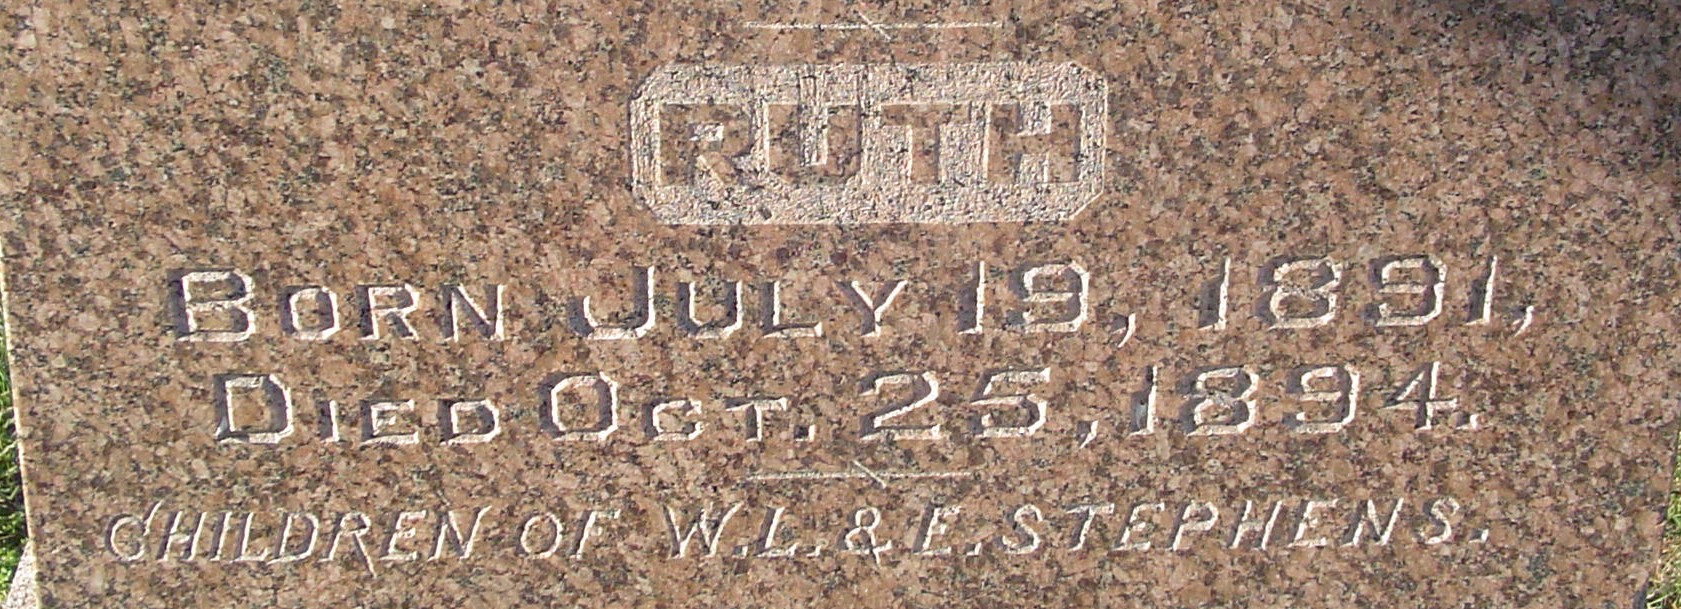 RUTH
BORN JULY 19, 1891,
DIED OCT. 25, 1894.
CHILDREN OF W.L. & E. STEPHENS.